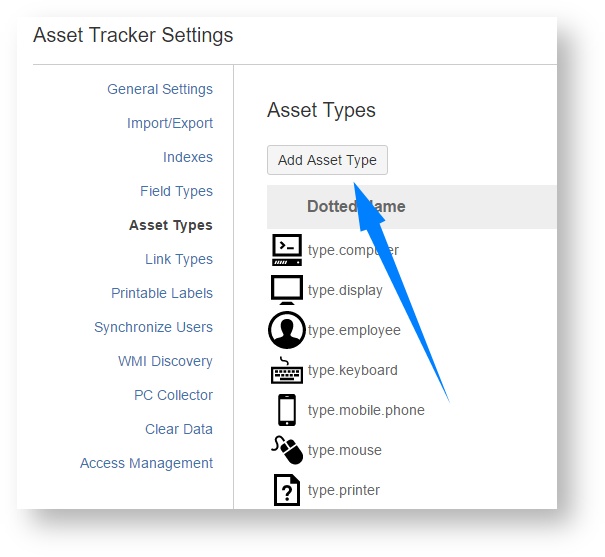 Asset Tracker Settings
General Settings
Import/Export
Indexes
Field Types
Asset Types
Link Types
Printable Labels
Synchronize Users
WMI Discovery
PC Collector
Clear Data
Access Management
Asset Types
Add Asset Type
Dotted Name
type.computer
type.display
type.employee
type.keyboard
type.mobile.phone
type.mouse
type.printer